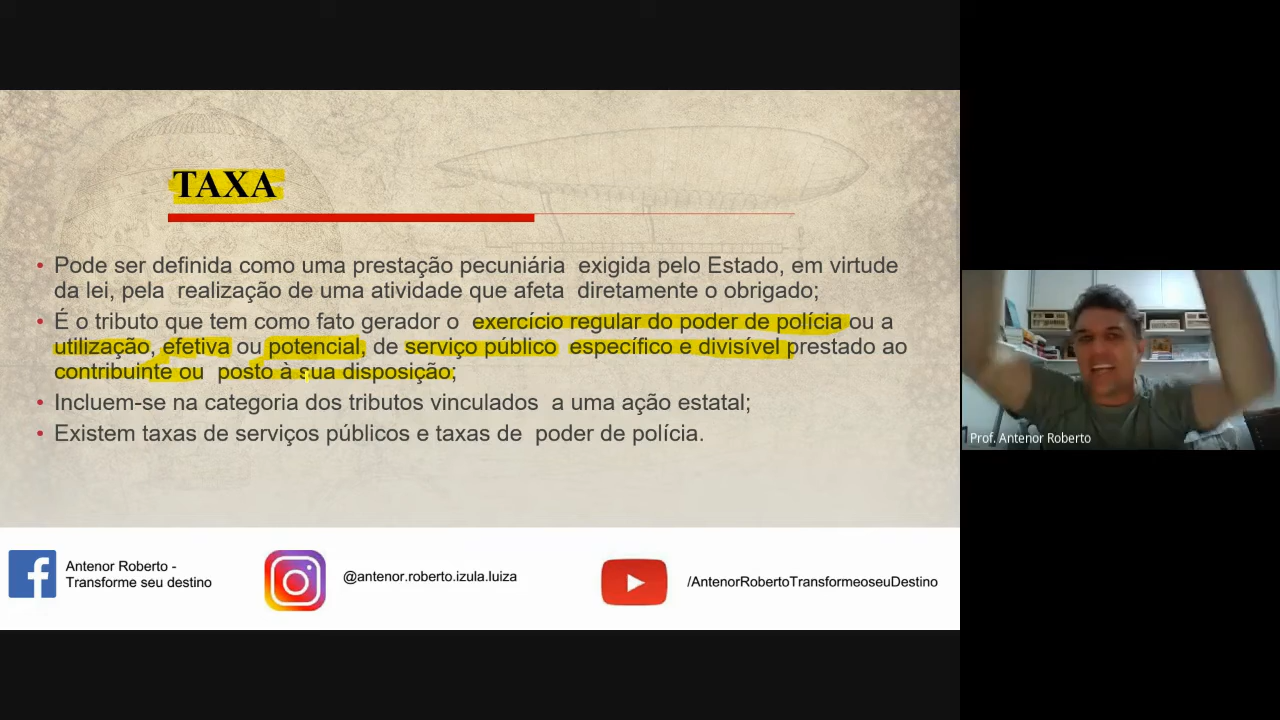 TAXA
• Pode ser definida como uma prestação pecuniária exigida pelo Estado, em virtude
da lei, pela realização de uma atividade que afeta diretamente o obrigado;
• É o tributo que tem como fato gerador o exercício regular do poder de polícia ou a
utilização, efetiva ou potencial, de serviço público específico e divisível prestado ao
contribuinte ou posto à sua disposição;
• Incluem-se na categoria dos tributos vinculados a uma ação estatal;
• Existem taxas de serviços públicos e taxas de poder de polícia.
Prof. Antenor Roberto
Antenor Roberto -
Transforme seu destino
@antenor.roberto.izula.luiza
/AntenorRobertoTransformeoseuDestino